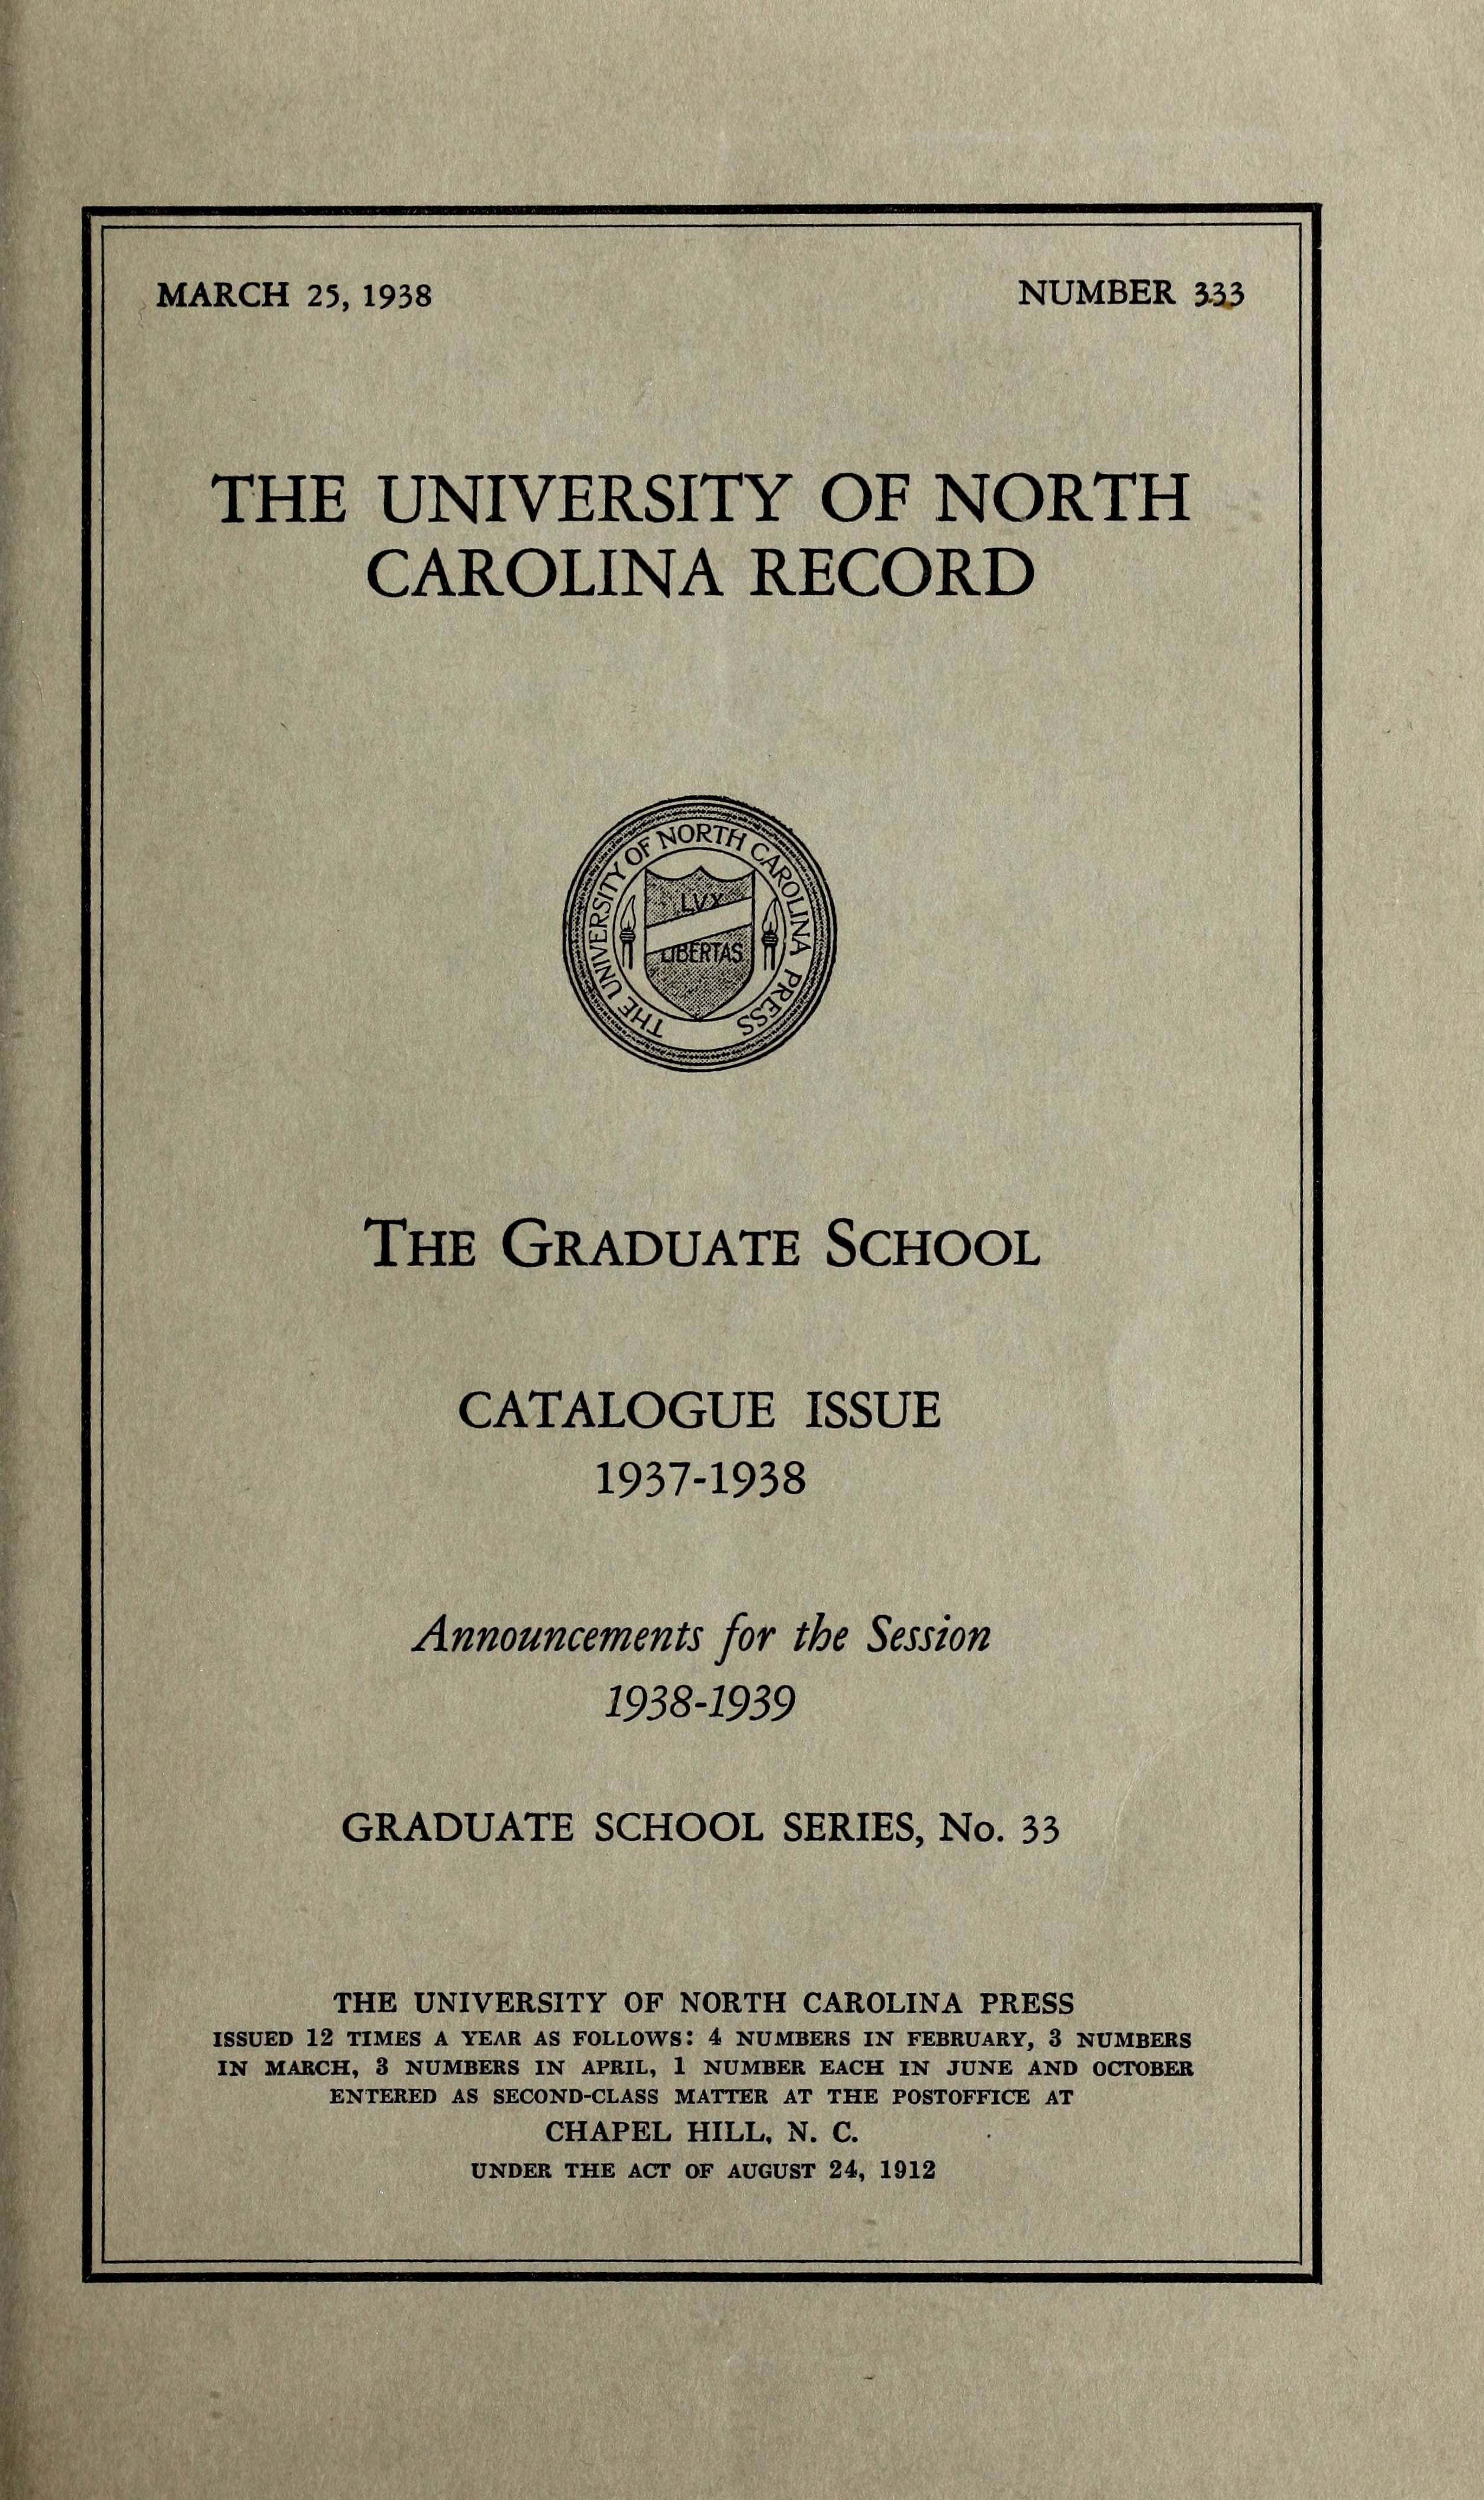 MARCH 25, 1938
NUMBER 333
THE UNIVERSITY OF NORTH
CAROLINA RECORD
THE UNIVERSITY OF NORTH CAROLINA PRESS
LVX
LIBERTAS
THE GRADUATE SCHOOL
CATALOGUE ISSUE
1937-1938
Announcements for the Session
1938-1939
GRADUATE SCHOOL SERIES, No. 33
THE UNIVERSITY OF NORTH CAROLINA PRESS
ISSUED 12 TIMES A YEAR AS FOLLOWS: 4 NUMBERS IN FEBRUARY, 3 NUMBERS
IN MARCH, 3 NUMBERS IN APRIL, 1 NUMBER EACH IN JUNE AND OCTOBER
ENTERED AS SECOND-CLASS MATTER AT THE POSTOFFICE AT
CHAPEL HILL, N. C.
UNDER THE ACT OF AUGUST 24, 1912